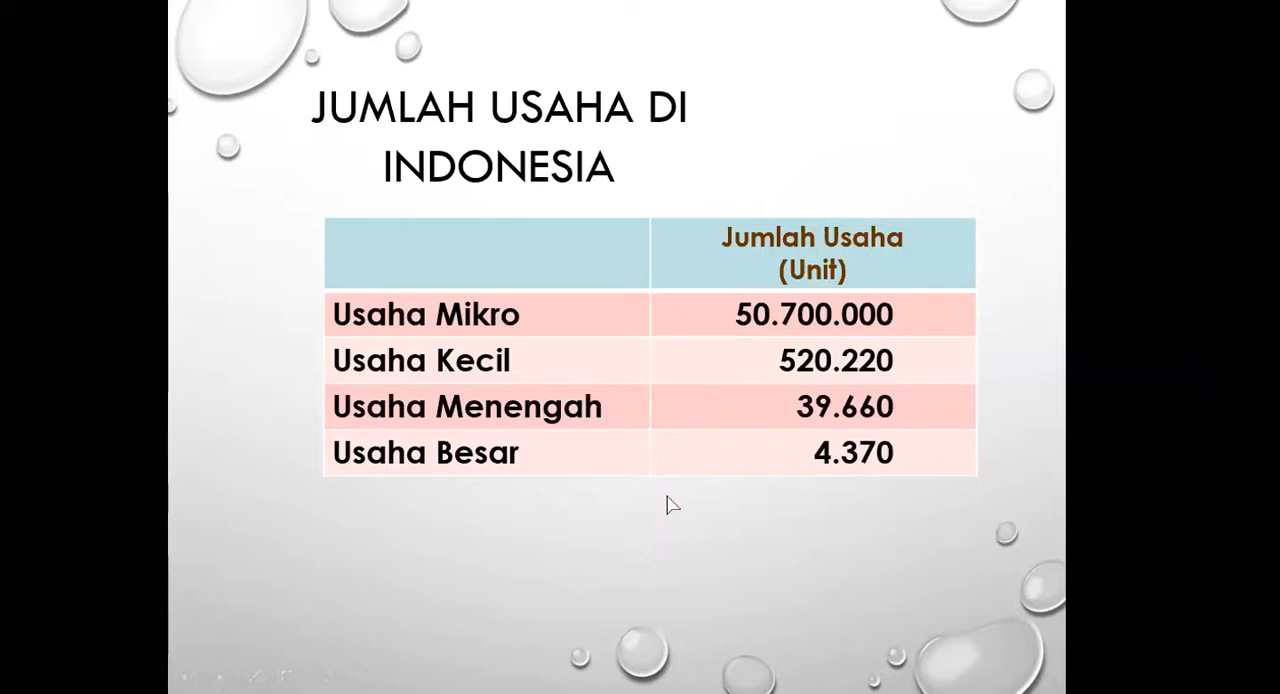 JUMLAH USAHA DI
INDONESIA
Jumlah Usaha
(Unit)
Usaha Mikro 50.700.000
Usaha Kecil 520.220
Usaha Menengah 39.660
Usaha Besar 4.370